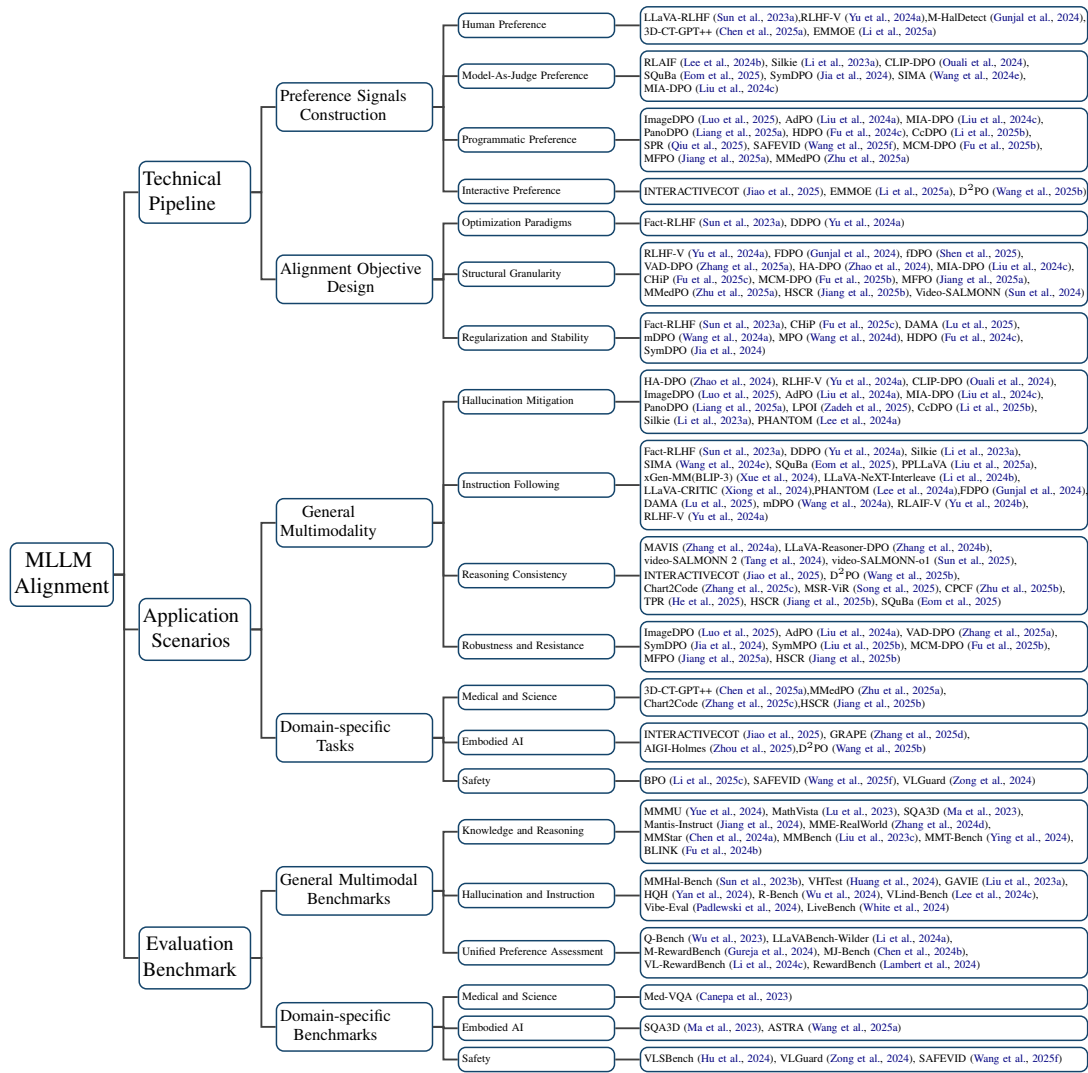 MLLM
Alignment
Technical
Pipeline
Preference Signals
Construction
Human Preference
LLaVA-RLHF (Sun et al., 2023a),RLHF-V (Yu et al., 2024a),M-HalDetect (Gunjal et al., 2024),
3D-CT-GPT++ (Chen et al., 2025a), EMMOE (Li et al., 2025a)
Model-As-Judge Preference
RLAIF (Lee et al., 2024b), Silkie (Li et al., 2023a), CLIP-DPO (Ouali et al., 2024),
SQuBa (Eom et al., 2025), SymDPO (Jia et al., 2024), SIMA (Wang et al., 2024e),
MIA-DPO (Liu et al., 2024c)
Programmatic Preference
ImageDPO (Luo et al., 2025), AdPO (Liu et al., 2024a), MIA-DPO (Liu et al., 2024c),
PanoDPO (Liang et al., 2025a), HDPO (Fu et al., 2024c), CcDPO (Li et al., 2025b),
SPR (Qiu et al., 2025), SAFEVID (Wang et al., 2025f), MCM-DPO (Fu et al., 2025b),
MFPO (Jiang et al., 2025a), MMedPO (Zhu et al., 2025a)
Interactive Preference
INTERACTIVECOT (Jiao et al., 2025), EMMOE (Li et al., 2025a), D²PO (Wang et al., 2025b)
Alignment Objective
Design
Optimization Paradigms
Fact-RLHF (Sun et al., 2023a), DDPO (Yu et al., 2024a)
Structural Granularity
RLHF-V (Yu et al., 2024a), FDPO (Gunjal et al., 2024), fDPO (Shen et al., 2025),
VAD-DPO (Zhang et al., 2025a), HA-DPO (Zhao et al., 2024), MIA-DPO (Liu et al., 2024c),
CHiP (Fu et al., 2025c), MCM-DPO (Fu et al., 2025b), MFPO (Jiang et al., 2025a),
MMedPO (Zhu et al., 2025a), HSCR (Jiang et al., 2025b), Video-SALMONN (Sun et al., 2024)
Regularization and Stability
Fact-RLHF (Sun et al., 2023a), CHiP (Fu et al., 2025c), DAMA (Lu et al., 2025),
mDPO (Wang et al., 2024a), MPO (Wang et al., 2024d), HDPO (Fu et al., 2024c),
SymDPO (Jia et al., 2024)
Application
Scenarios
General
Multimodality
Hallucination Mitigation
HA-DPO (Zhao et al., 2024), RLHF-V (Yu et al., 2024a), CLIP-DPO (Ouali et al., 2024),
ImageDPO (Luo et al., 2025), AdPO (Liu et al., 2024a), MIA-DPO (Liu et al., 2024c),
PanoDPO (Liang et al., 2025a), LPOI (Zadeh et al., 2025), CcDPO (Li et al., 2025b),
Silkie (Li et al., 2023a), PHANTOM (Lee et al., 2024a)
Instruction Following
Fact-RLHF (Sun et al., 2023a), DDPO (Yu et al., 2024a), Silkie (Li et al., 2023a),
SIMA (Wang et al., 2024e), SQuBa (Eom et al., 2025), PPLLaVA (Liu et al., 2025a),
xGen-MM(BLIP-3) (Xue et al., 2024), LLaVA-NeXT-Interleave (Li et al., 2024b),
LLaVA-CRITIC (Xiong et al., 2024),PHANTOM (Lee et al., 2024a),FDPO (Gunjal et al., 2024),
DAMA (Lu et al., 2025), mDPO (Wang et al., 2024a), RLAIF-V (Yu et al., 2024b),
RLHF-V (Yu et al., 2024a)
Reasoning Consistency
MAVIS (Zhang et al., 2024a), LLaVA-Reasoner-DPO (Zhang et al., 2024b),
video-SALMONN 2 (Tang et al., 2024), video-SALMONN-o1 (Sun et al., 2025),
INTERACTIVECOT (Jiao et al., 2025), D²PO (Wang et al., 2025b),
Chart2Code (Zhang et al., 2025c), MSR-ViR (Song et al., 2025), CPCF (Zhu et al., 2025b),
TPR (He et al., 2025), HSCR (Jiang et al., 2025b), SQuBa (Eom et al., 2025)
Robustness and Resistance
ImageDPO (Luo et al., 2025), AdPO (Liu et al., 2024a), VAD-DPO (Zhang et al., 2025a),
SymDPO (Jia et al., 2024), SymMPO (Liu et al., 2025b), MCM-DPO (Fu et al., 2025b),
MFPO (Jiang et al., 2025a), HSCR (Jiang et al., 2025b)
Domain-specific
Tasks
Medical and Science
3D-CT-GPT++ (Chen et al., 2025a),MMedPO (Zhu et al., 2025a),
Chart2Code (Zhang et al., 2025c),HSCR (Jiang et al., 2025b)
Embodied AI
INTERACTIVECOT (Jiao et al., 2025), GRAPE (Zhang et al., 2025d),
AIGI-Holmes (Zhou et al., 2025),D²PO (Wang et al., 2025b)
Safety
BPO (Li et al., 2025c), SAFEVID (Wang et al., 2025f), VLGuard (Zong et al., 2024)
Evaluation
Benchmark
General Multimodal
Benchmarks
Knowledge and Reasoning
MMMU (Yue et al., 2024), MathVista (Lu et al., 2023), SQA3D (Ma et al., 2023),
Mantis-Instruct (Jiang et al., 2024), MME-RealWorld (Zhang et al., 2024d),
MMStar (Chen et al., 2024a), MMBench (Liu et al., 2023c), MMT-Bench (Ying et al., 2024),
BLINK (Fu et al., 2024b)
Hallucination and Instruction
MMHal-Bench (Sun et al., 2023b), VHTest (Huang et al., 2024), GAVIE (Liu et al., 2023a),
HQH (Yan et al., 2024), R-Bench (Wu et al., 2024), VLind-Bench (Lee et al., 2024c),
Vibe-Eval (Padlewski et al., 2024), LiveBench (White et al., 2024)
Unified Preference Assessment
Q-Bench (Wu et al., 2023), LLaVABench-Wilder (Li et al., 2024a),
M-RewardBench (Gureja et al., 2024), MJ-Bench (Chen et al., 2024b),
VL-RewardBench (Li et al., 2024c), RewardBench (Lambert et al., 2024)
Domain-specific
Benchmarks
Medical and Science
Med-VQA (Canepa et al., 2023)
Embodied AI
SQA3D (Ma et al., 2023), ASTRA (Wang et al., 2025a)
Safety
VLSBench (Hu et al., 2024), VLGuard (Zong et al., 2024), SAFEVID (Wang et al., 2025f)